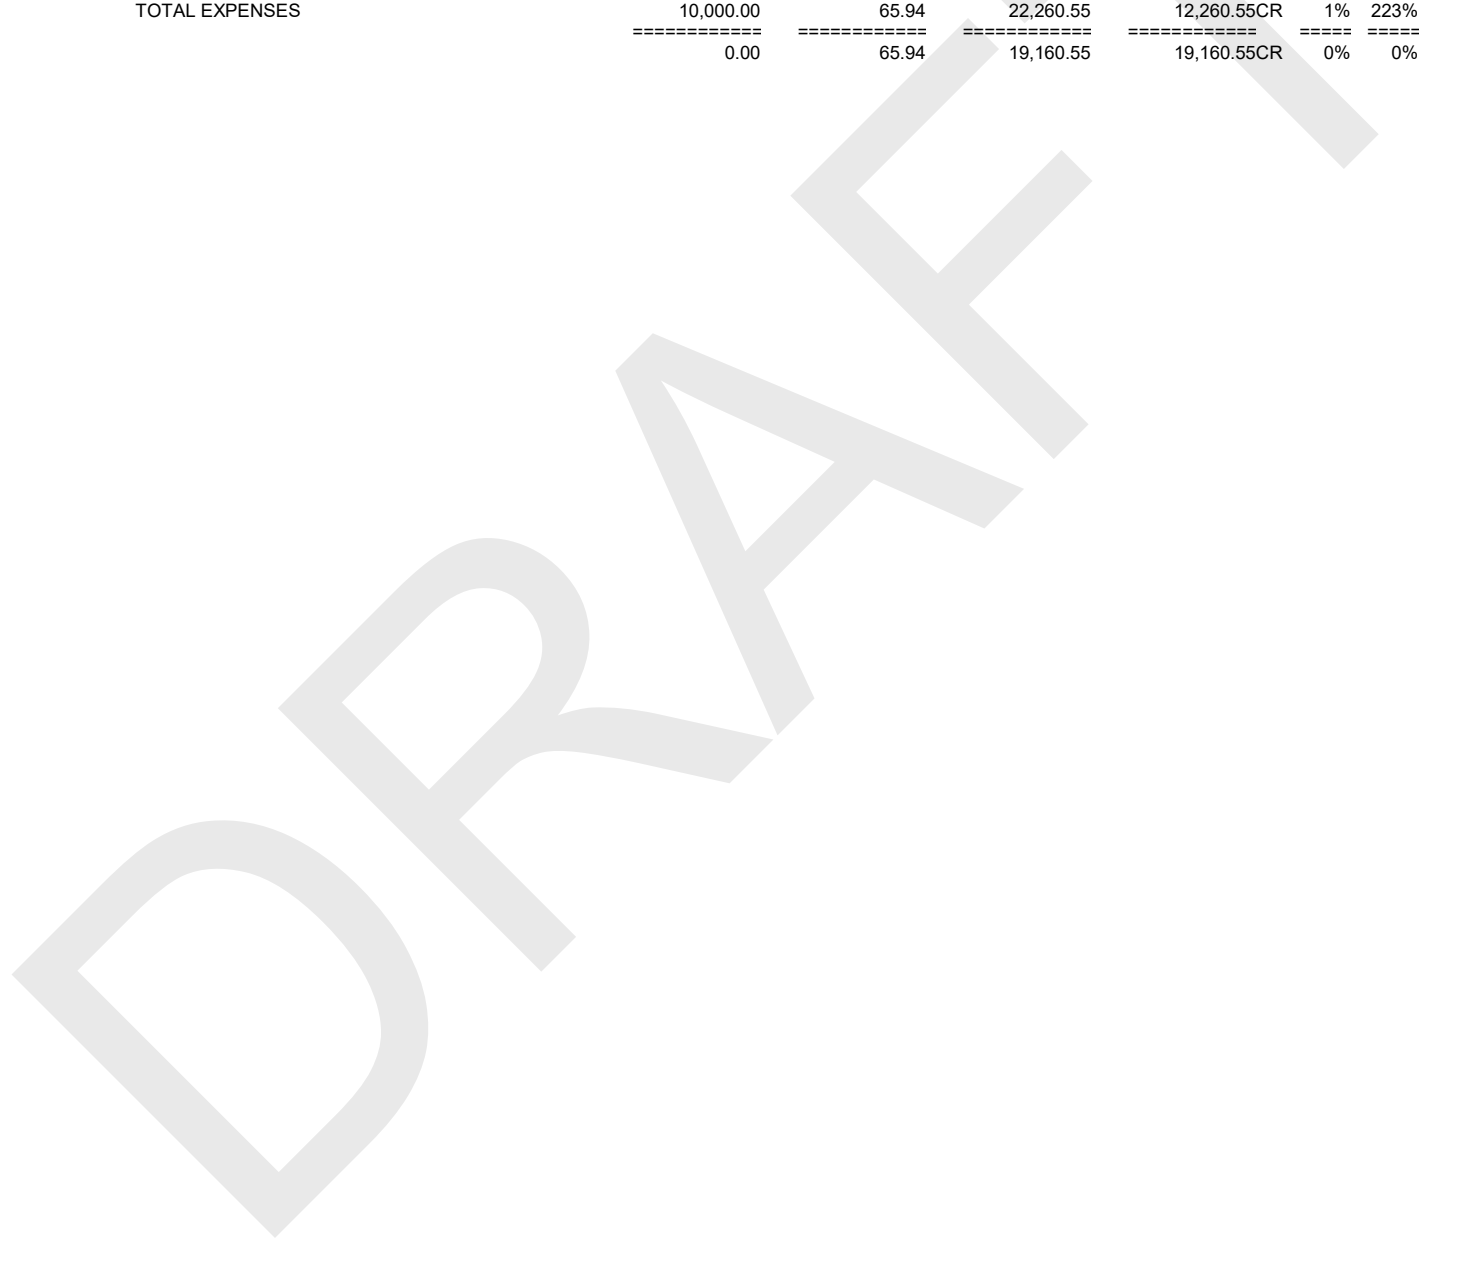 TOTAL EXPENSES 10,000.00 65.94 22,260.55 12,260.55CR 1% 223%
============ ============ ============ ============ ===== =====
0.00 65.94 19,160.55 19,160.55CR 0% 0%
DRAFT